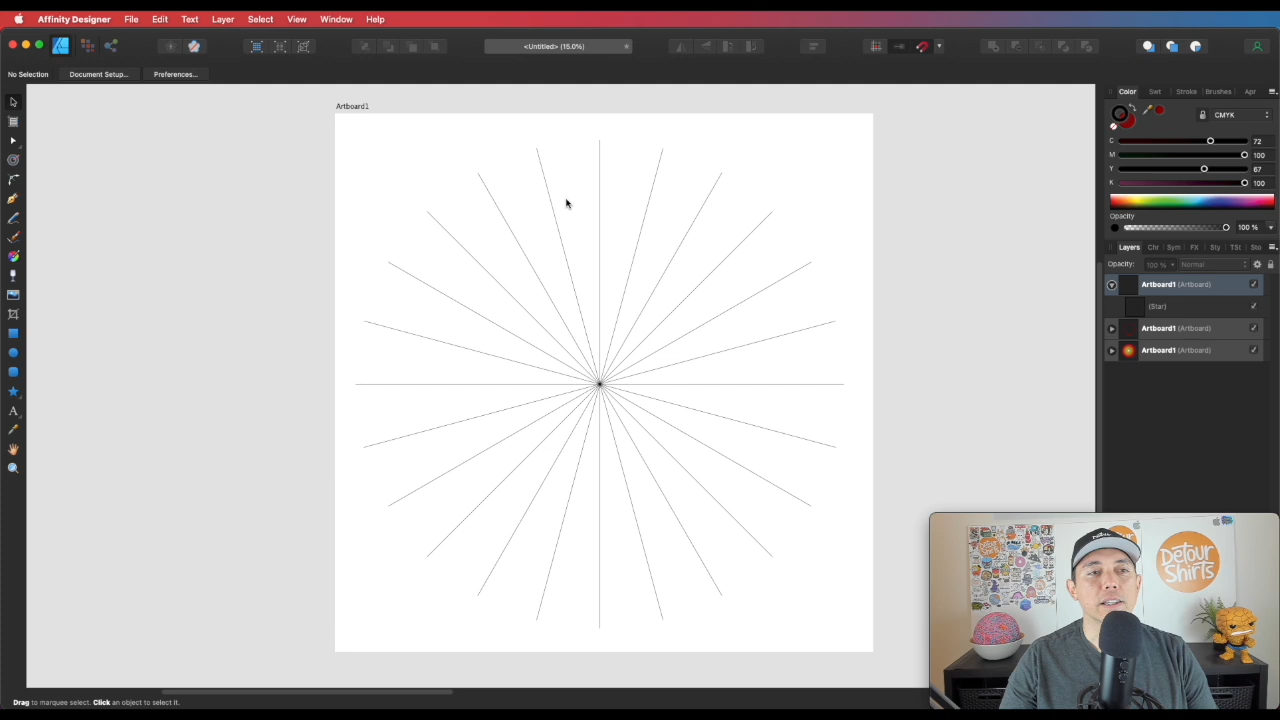 Affinity Designer File Edit Text Layer Select View Window Help
<Untitled> (15.0%)
No Selection Document Setup... Preferences...
Artboard1
Color Swt Stroke Brushes Apr
CMYK
C 72
M 100
Y 67
K 100
Opacity
100 %
Layers Chr Sym FX Sty TSt Sto
Opacity: 100 % Normal
Artboard1 (Artboard)
(Star)
Artboard1 (Artboard)
Artboard1 (Artboard)
DeTour
SHIRTS
A
Drag to marquee select. Click an object to select it.